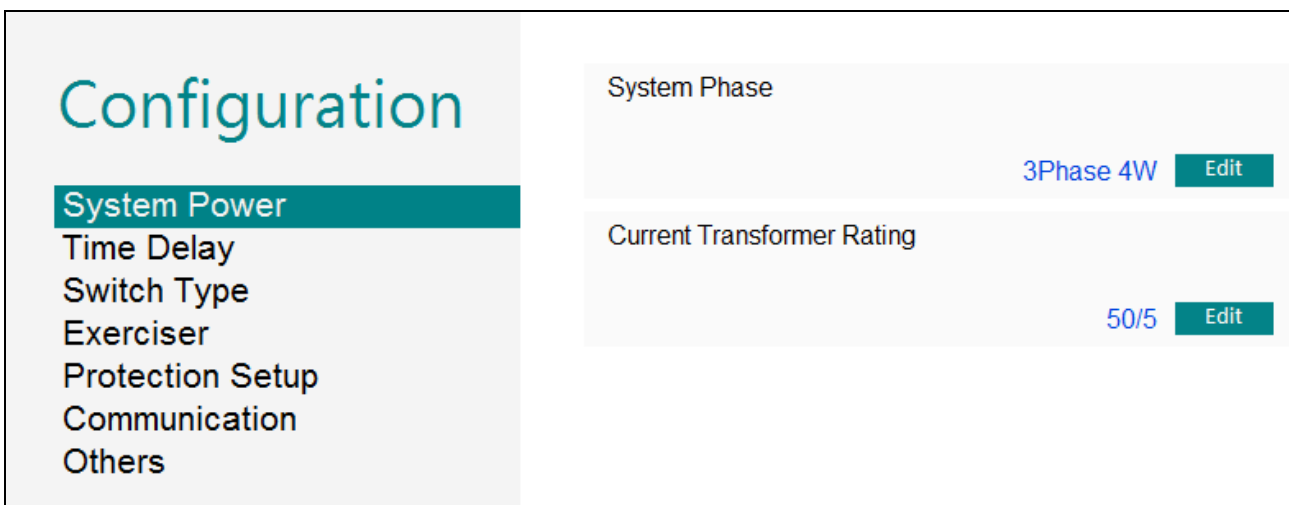 Configuration
System Power
Time Delay
Switch Type
Exerciser
Protection Setup
Communication
Others
System Phase
3Phase 4W
Edit
Current Transformer Rating
50/5
Edit